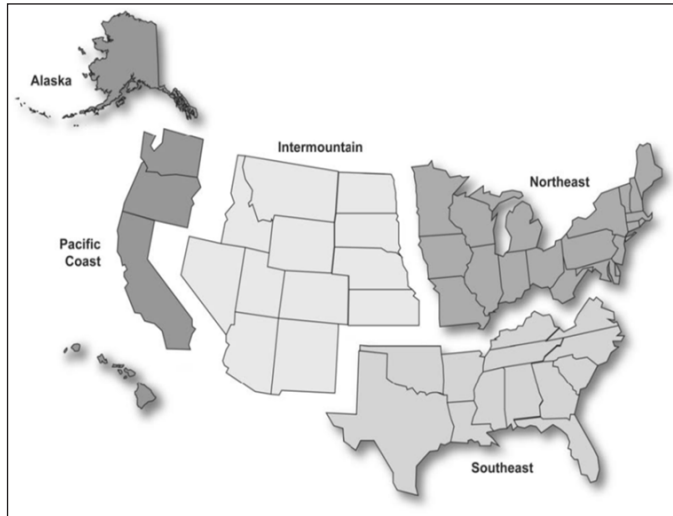 Alaska
Intermountain
Northeast
Pacific
Coast
Southeast